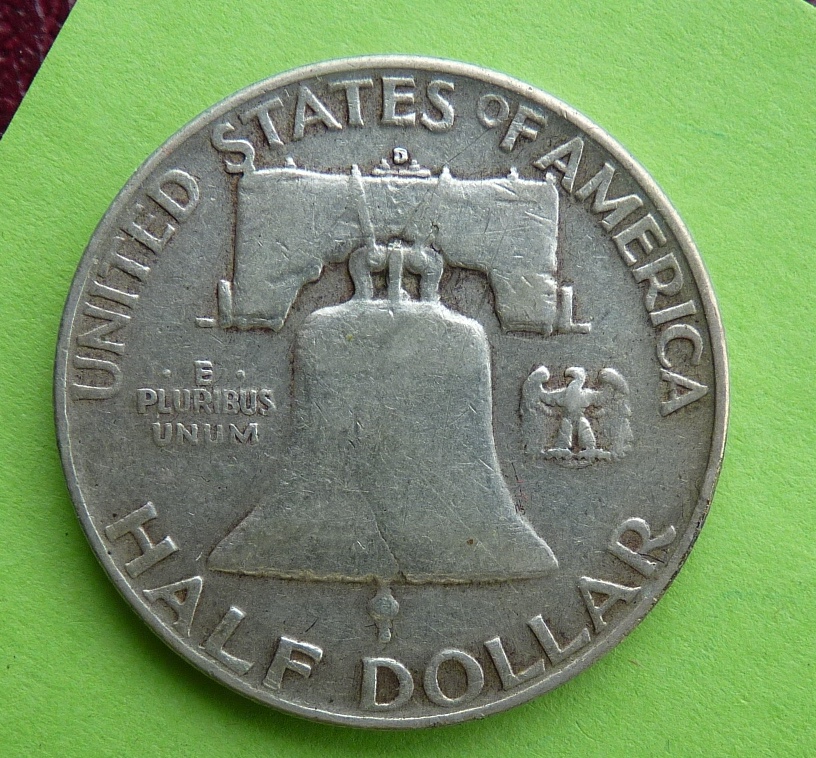 UNITED STATES OF AMERICA
D
· E ·
PLURIBUS
UNUM
HALF DOLLAR